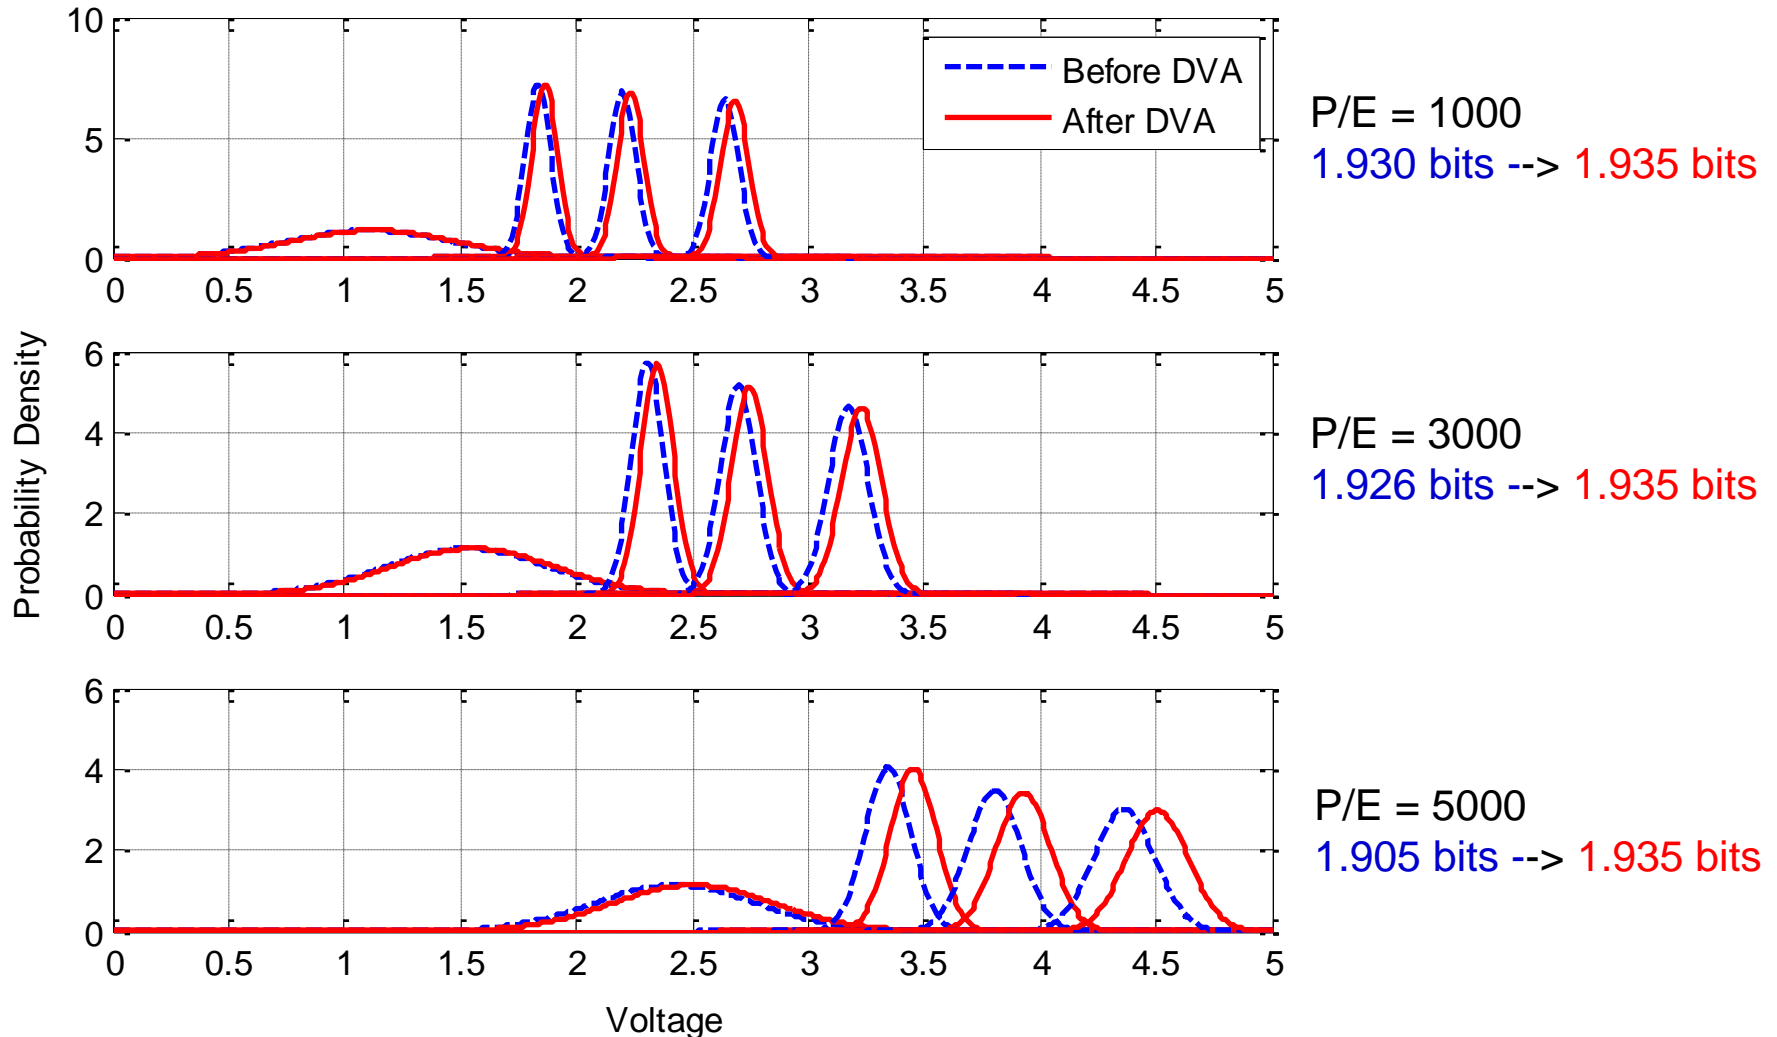 10
5
0
0 0.5 1 1.5 2 2.5 3 3.5 4 4.5 5
Before DVA
After DVA
P/E = 1000
1.930 bits --> 1.935 bits
Probability Density
6
4
2
0
0 0.5 1 1.5 2 2.5 3 3.5 4 4.5 5
P/E = 3000
1.926 bits --> 1.935 bits
6
4
2
0
0 0.5 1 1.5 2 2.5 3 3.5 4 4.5 5
P/E = 5000
1.905 bits --> 1.935 bits
Voltage